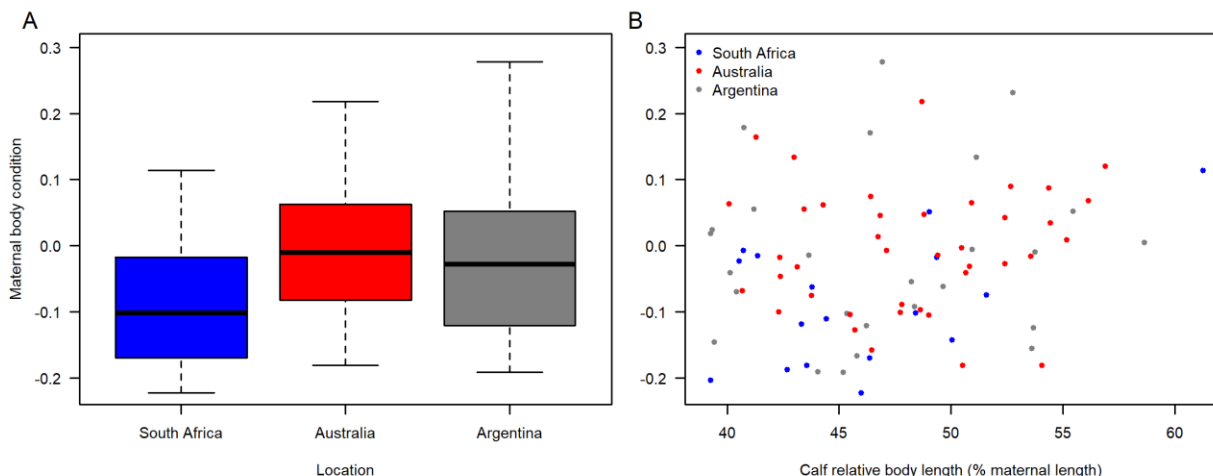 A
0.3
0.2
0.1
0.0
-0.1
-0.2
Maternal body condition
South Africa
Australia
Argentina
Location
B
0.3
0.2
0.1
0.0
-0.1
-0.2
South Africa
Australia
Argentina
40
45
50
55
60
Calf relative body length (% maternal length)